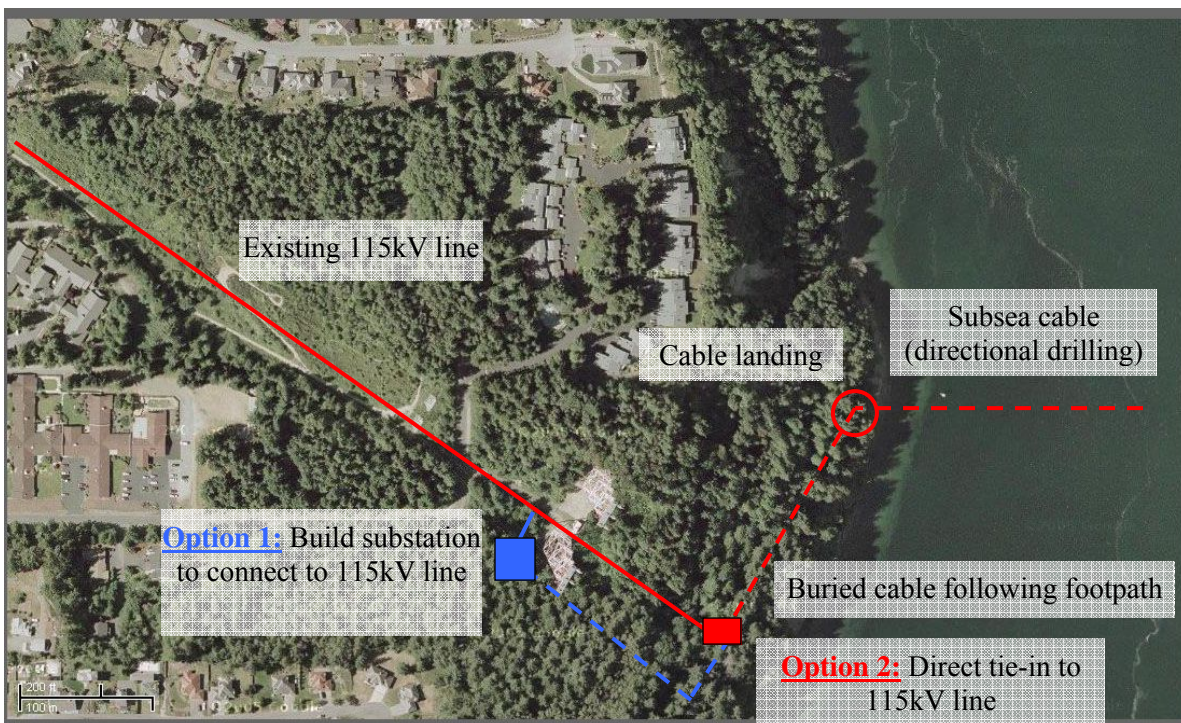 Existing 115kV line
Subsea cable
(directional drilling)
Cable landing
Option 1: Build substation
to connect to 115kV line
Buried cable following footpath
Option 2: Direct tie-in to
115kV line
200 ft
100 m